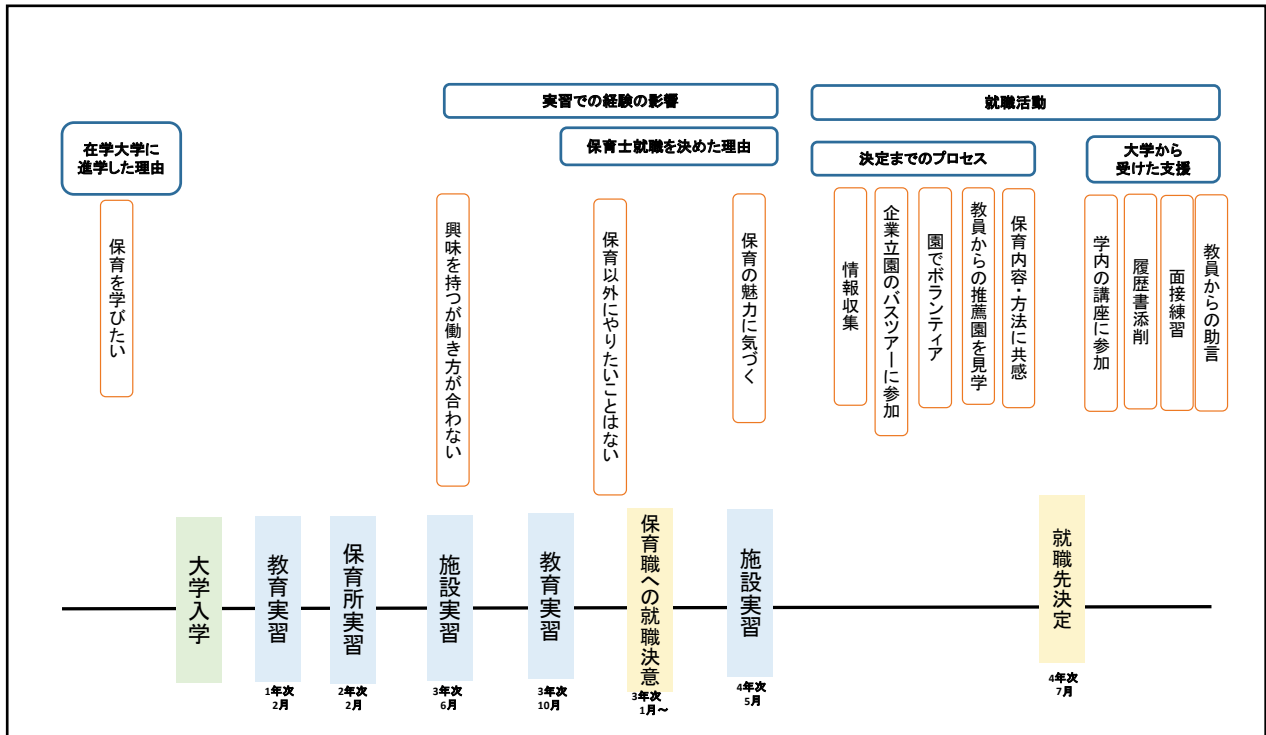 実習での経験の影響
就職活動
在学大学に
進学した理由
保育士就職を決めた理由
決定までのプロセス
大学から
受けた支援
保育を学びたい
興味を持つが働き方が合わない
保育以外にやりたいことはない
保育の魅力に気づく
情報収集
企業立園のバスツアーに参加
園でボランティア
教員からの推薦園を見学
保育内容・方法に共感
学内の講座に参加
履歴書添削
面接練習
教員からの助言
大学入学
教育実習
保育所実習
施設実習
教育実習
保育職への就職決意
施設実習
就職先決定
1年次
2月
2年次
2月
3年次
6月
3年次
10月
3年次
1月～
4年次
5月
4年次
7月